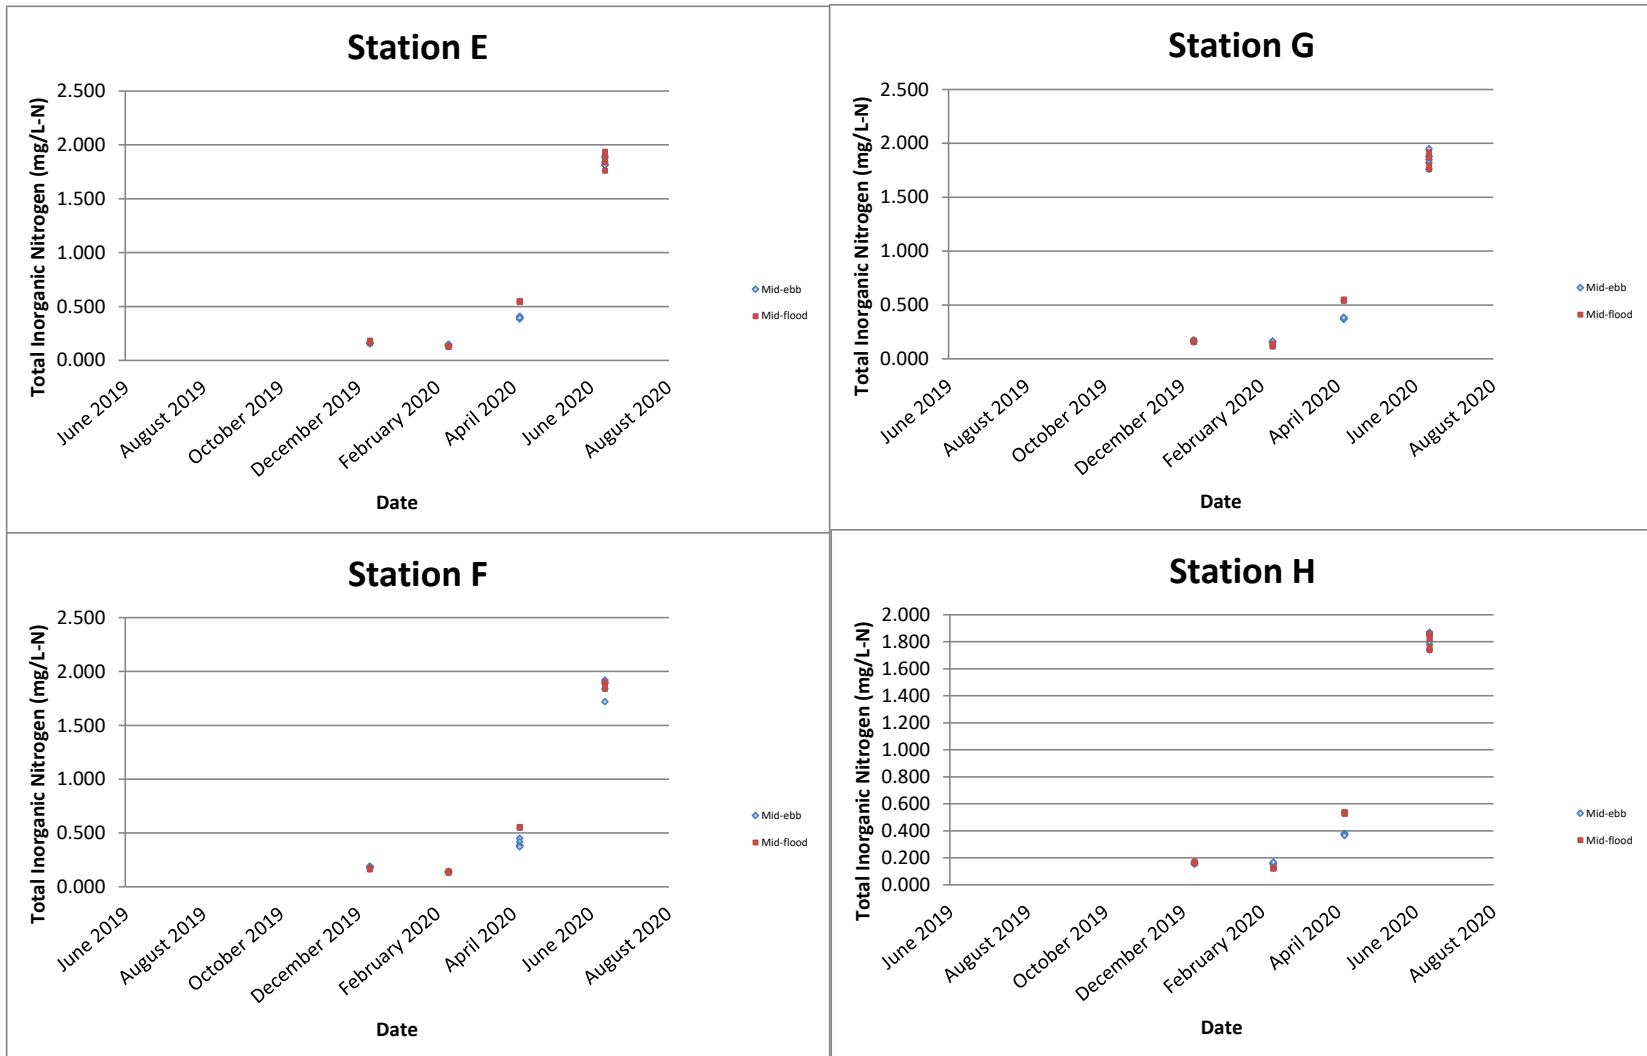 Station E
Total Inorganic Nitrogen (mg/L-N)
2.500
2.000
1.500
1.000
0.500
0.000
June 2019
August 2019
October 2019
December 2019
February 2020
April 2020
June 2020
August 2020
Date
Mid-ebb
Mid-flood
Station G
Total Inorganic Nitrogen (mg/L-N)
2.500
2.000
1.500
1.000
0.500
0.000
June 2019
August 2019
October 2019
December 2019
February 2020
April 2020
June 2020
August 2020
Date
Mid-ebb
Mid-flood
Station F
Total Inorganic Nitrogen (mg/L-N)
2.500
2.000
1.500
1.000
0.500
0.000
June 2019
August 2019
October 2019
December 2019
February 2020
April 2020
June 2020
August 2020
Date
Mid-ebb
Mid-flood
Station H
Total Inorganic Nitrogen (mg/L-N)
2.000
1.800
1.600
1.400
1.200
1.000
0.800
0.600
0.400
0.200
0.000
June 2019
August 2019
October 2019
December 2019
February 2020
April 2020
June 2020
August 2020
Date
Mid-ebb
Mid-flood